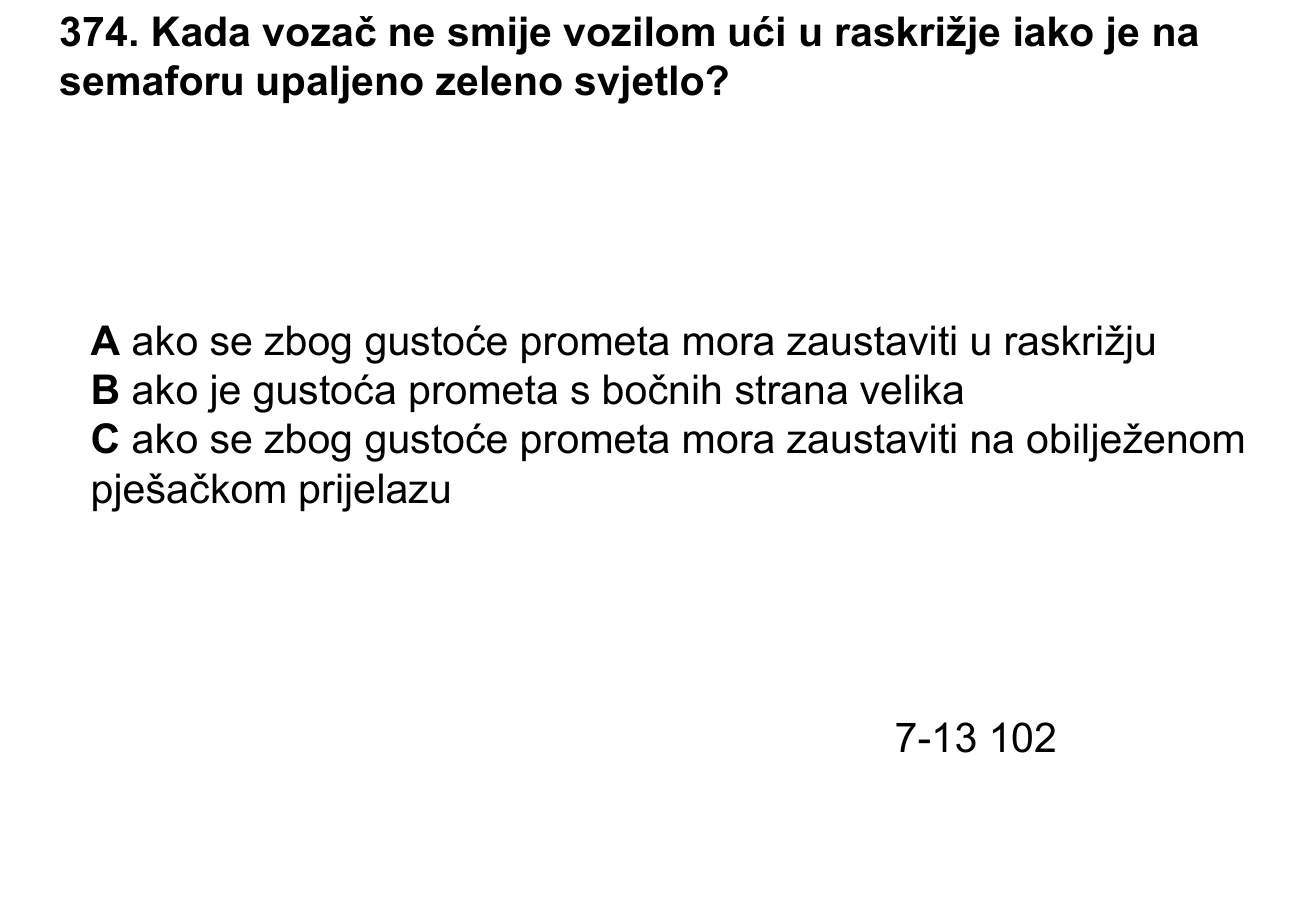 374. Kada vozač ne smije vozilom ući u raskrižje iako je na
semaforu upaljeno zeleno svjetlo?
A ako se zbog gustoće prometa mora zaustaviti u raskrižju
B ako je gustoća prometa s bočnih strana velika
C ako se zbog gustoće prometa mora zaustaviti na obilježenom
pješačkom prijelazu
7-13 102